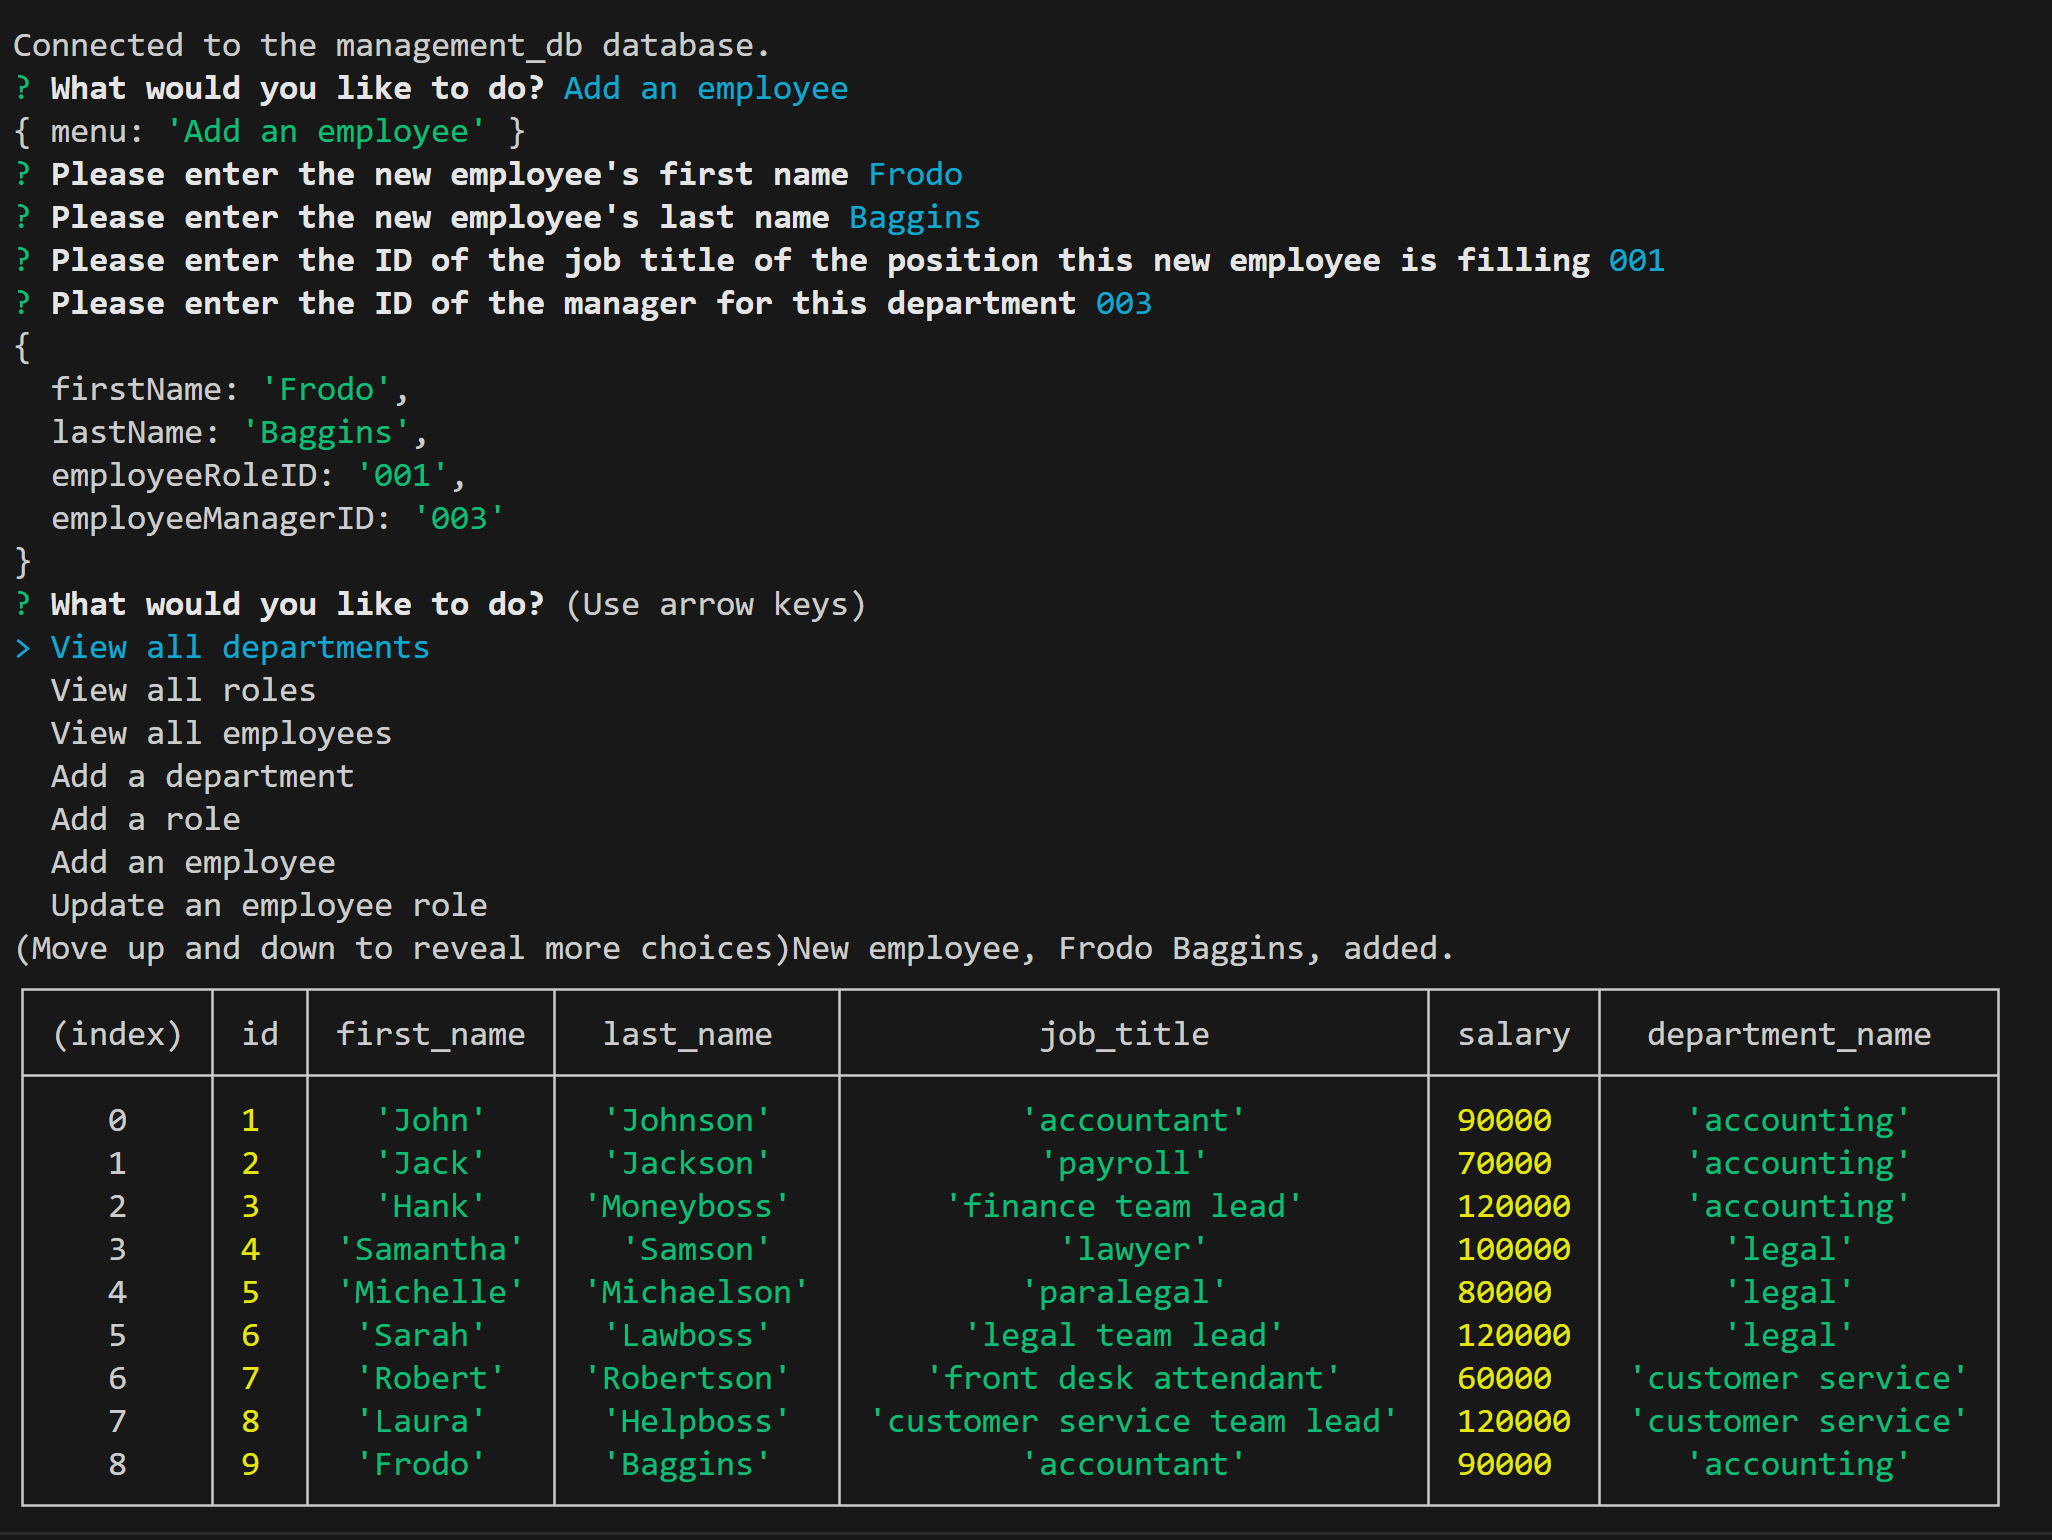 Connected to the management_db database.
? What would you like to do? Add an employee
{ menu: 'Add an employee' }
? Please enter the new employee's first name Frodo
? Please enter the new employee's last name Baggins
? Please enter the ID of the job title of the position this new employee is filling 001
? Please enter the ID of the manager for this department 003
{
  firstName: 'Frodo',
  lastName: 'Baggins',
  employeeRoleID: '001',
  employeeManagerID: '003'
}
? What would you like to do? (Use arrow keys)
> View all departments
  View all roles
  View all employees
  Add a department
  Add a role
  Add an employee
  Update an employee role
(Move up and down to reveal more choices)New employee, Frodo Baggins, added.
(index) id first_name last_name job_title salary department_name
0 1 'John' 'Johnson' 'accountant' 90000 'accounting'
1 2 'Jack' 'Jackson' 'payroll' 70000 'accounting'
2 3 'Hank' 'Moneyboss' 'finance team lead' 120000 'accounting'
3 4 'Samantha' 'Samson' 'lawyer' 100000 'legal'
4 5 'Michelle' 'Michaelson' 'paralegal' 80000 'legal'
5 6 'Sarah' 'Lawboss' 'legal team lead' 120000 'legal'
6 7 'Robert' 'Robertson' 'front desk attendant' 60000 'customer service'
7 8 'Laura' 'Helpboss' 'customer service team lead' 120000 'customer service'
8 9 'Frodo' 'Baggins' 'accountant' 90000 'accounting'